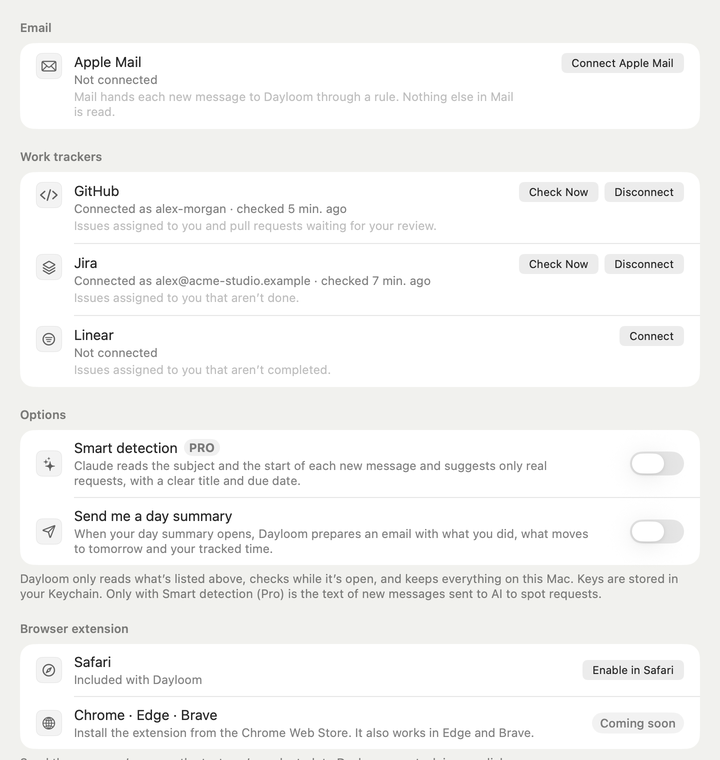 Email
Apple Mail
Connect Apple Mail
Not connected
Mail hands each new message to Dayloom through a rule. Nothing else in Mail
is read.
Work trackers
GitHub
Check Now
Disconnect
Connected as alex-morgan · checked 5 min. ago
Issues assigned to you and pull requests waiting for your review.
Jira
Check Now
Disconnect
Connected as alex@acme-studio.example · checked 7 min. ago
Issues assigned to you that aren't done.
Linear
Connect
Not connected
Issues assigned to you that aren't completed.
Options
Smart detection PRO
Claude reads the subject and the start of each new message and suggests only real
requests, with a clear title and due date.
Send me a day summary
When your day summary opens, Dayloom prepares an email with what you did, what moves
to tomorrow and your tracked time.
Dayloom only reads what's listed above, checks while it's open, and keeps everything on this Mac. Keys are stored in
your Keychain. Only with Smart detection (Pro) is the text of new messages sent to AI to spot requests.
Browser extension
Safari
Enable in Safari
Included with Dayloom
Chrome · Edge · Brave
Coming soon
Install the extension from the Chrome Web Store. It also works in Edge and Brave.